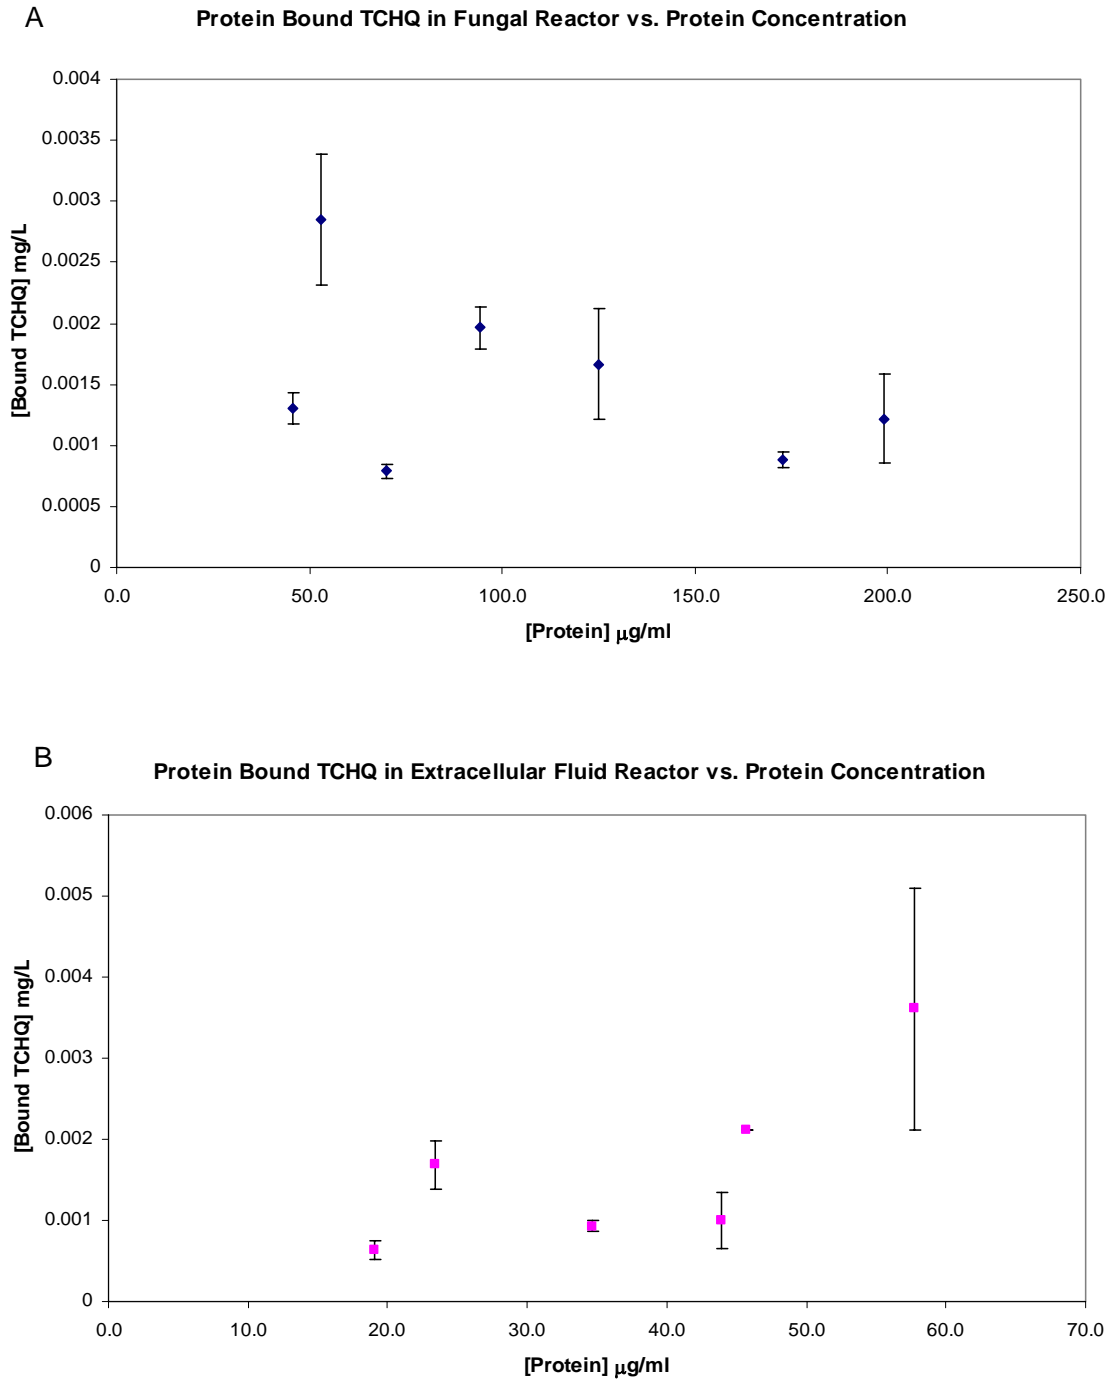 A
Protein Bound TCHQ in Fungal Reactor vs. Protein Concentration
0.004
0.0035
0.003
0.0025
0.002
0.0015
0.001
0.0005
0
[Bound TCHQ] mg/L
0.0 50.0 100.0 150.0 200.0 250.0
[Protein] μg/ml
B
Protein Bound TCHQ in Extracellular Fluid Reactor vs. Protein Concentration
0.006
0.005
0.004
0.003
0.002
0.001
0
[Bound TCHQ] mg/L
0.0 10.0 20.0 30.0 40.0 50.0 60.0 70.0
[Protein] μg/ml